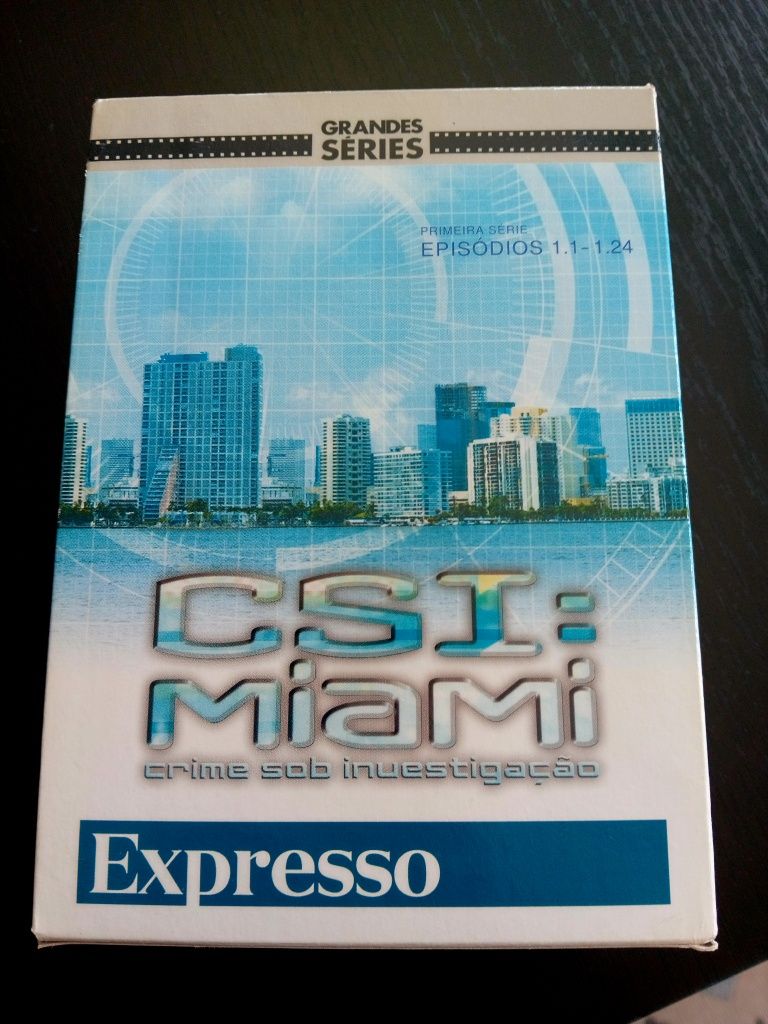 GRANDES
SÉRIES
PRIMEIRA SÉRIE
EPISÓDIOS 1.1-1.24
CSI:
MIAMI
crime sob investigação
Expresso